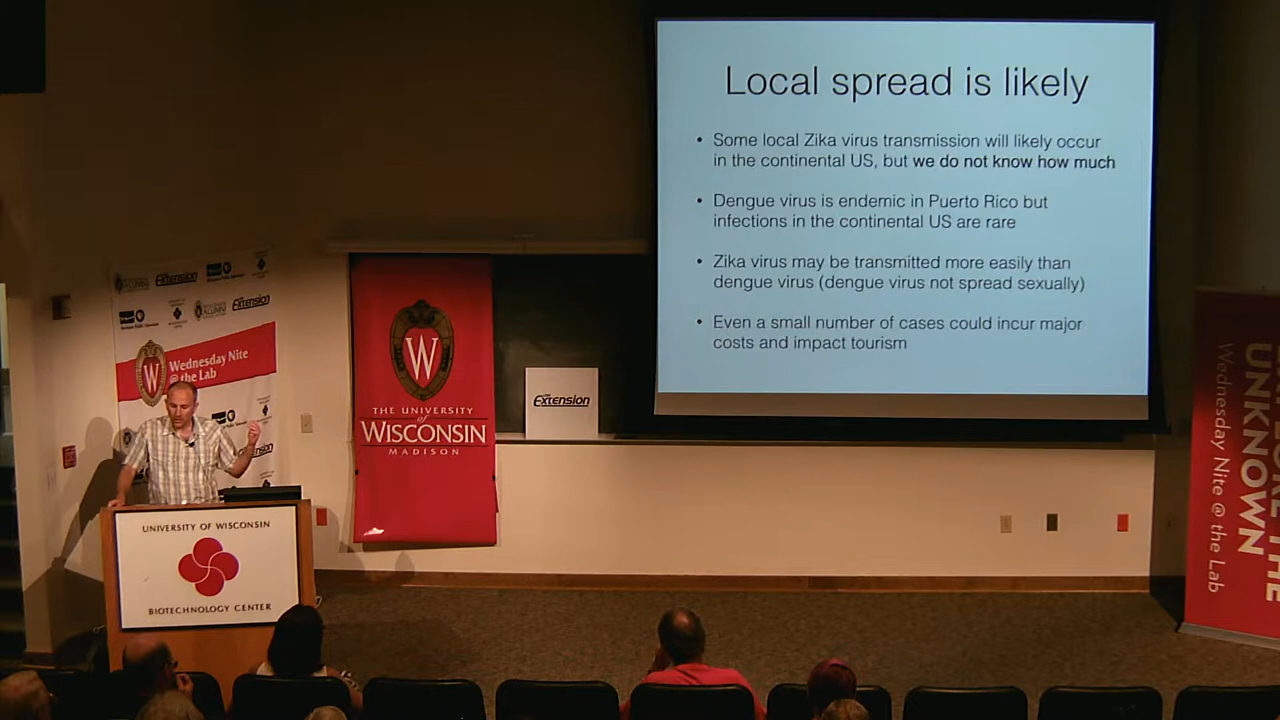 Local spread is likely
• Some local Zika virus transmission will likely occur
in the continental US, but we do not know how much
• Dengue virus is endemic in Puerto Rico but
infections in the continental US are rare
• Zika virus may be transmitted more easily than
dengue virus (dengue virus not spread sexually)
• Even a small number of cases could incur major
costs and impact tourism
Extension
Extension
Wednesday Nite
@ the Lab
W
THE UNIVERSITY
of
WISCONSIN
MADISON
Extension
UNIVERSITY OF WISCONSIN
BIOTECHNOLOGY CENTER
THE
UNKNOWN
Wednesday Nite @ the Lab